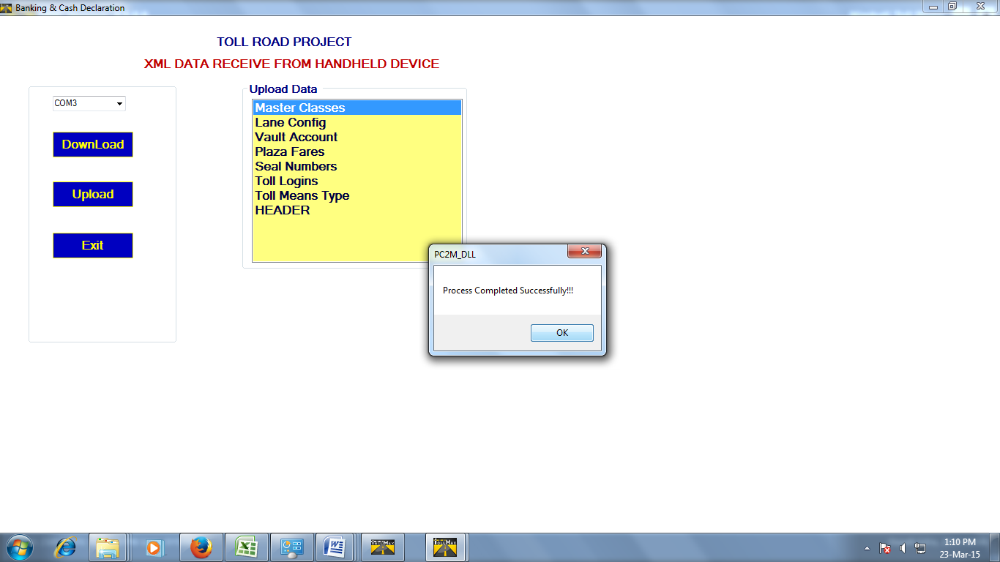 Banking & Cash Declaration
TOLL ROAD PROJECT
XML DATA RECEIVE FROM HANDHELD DEVICE
COM3
DownLoad
Upload
Exit
Upload Data
Master Classes
Lane Config
Vault Account
Plaza Fares
Seal Numbers
Toll Logins
Toll Means Type
HEADER
PC2M_DLL
Process Completed Successfully!!!
OK
1:10 PM
23-Mar-15